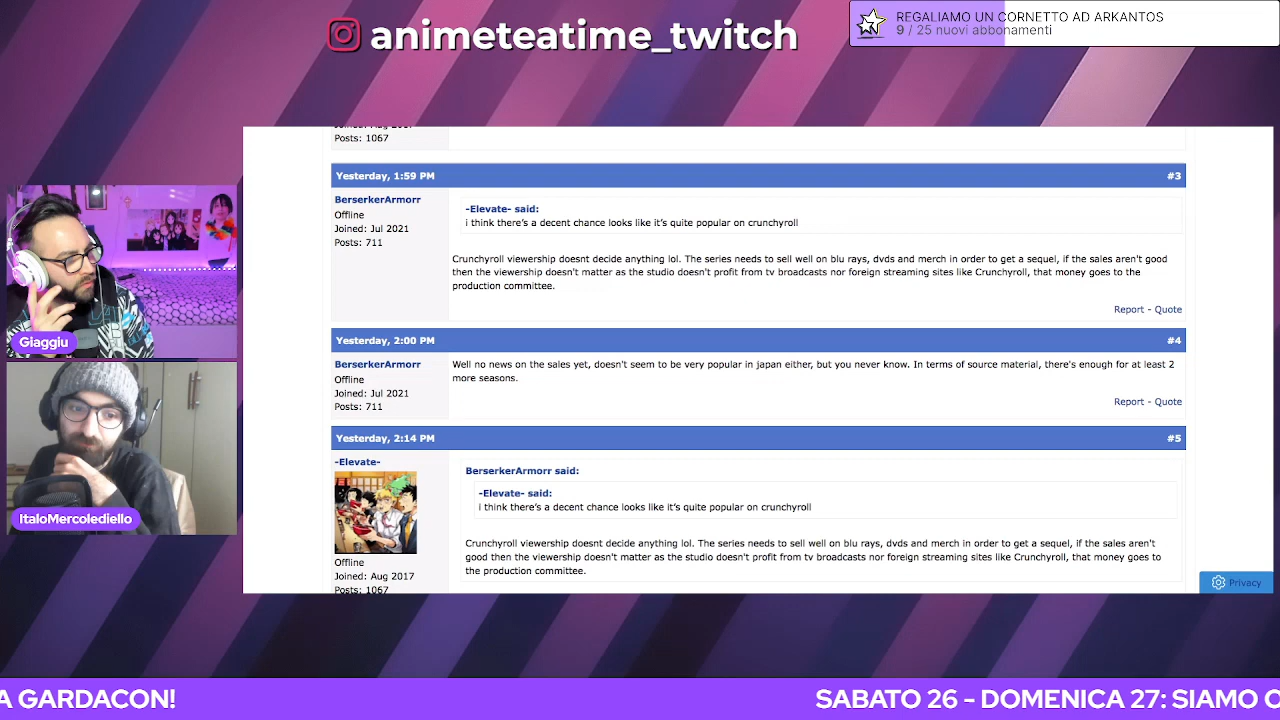 animeteatime_twitch
REGALIAMO UN CORNETTO AD ARKANTOS
9 / 25 nuovi abbonamenti
Posts: 1067
Yesterday, 1:59 PM #3
BerserkerArmorr
Offline
Joined: Jul 2021
Posts: 711
-Elevate- said:
i think there's a decent chance looks like it's quite popular on crunchyroll
Crunchyroll viewership doesnt decide anything lol. The series needs to sell well on blu rays, dvds and merch in order to get a sequel, if the sales aren't good
then the viewership doesn't matter as the studio doesn't profit from tv broadcasts nor foreign streaming sites like Crunchyroll, that money goes to the
production committee.
Report - Quote
Yesterday, 2:00 PM #4
BerserkerArmorr
Offline
Joined: Jul 2021
Posts: 711
Well no news on the sales yet, doesn't seem to be very popular in japan either, but you never know. In terms of source material, there's enough for at least 2
more seasons.
Report - Quote
Yesterday, 2:14 PM #5
-Elevate-
Offline
Joined: Aug 2017
Posts: 1067
BerserkerArmorr said:
-Elevate- said:
i think there's a decent chance looks like it's quite popular on crunchyroll
Crunchyroll viewership doesnt decide anything lol. The series needs to sell well on blu rays, dvds and merch in order to get a sequel, if the sales aren't
good then the viewership doesn't matter as the studio doesn't profit from tv broadcasts nor foreign streaming sites like Crunchyroll, that money goes to
the production committee.
Privacy
Giaggiu
ItaloMercolediello
A GARDACON!
SABATO 26 - DOMENICA 27: SIAMO